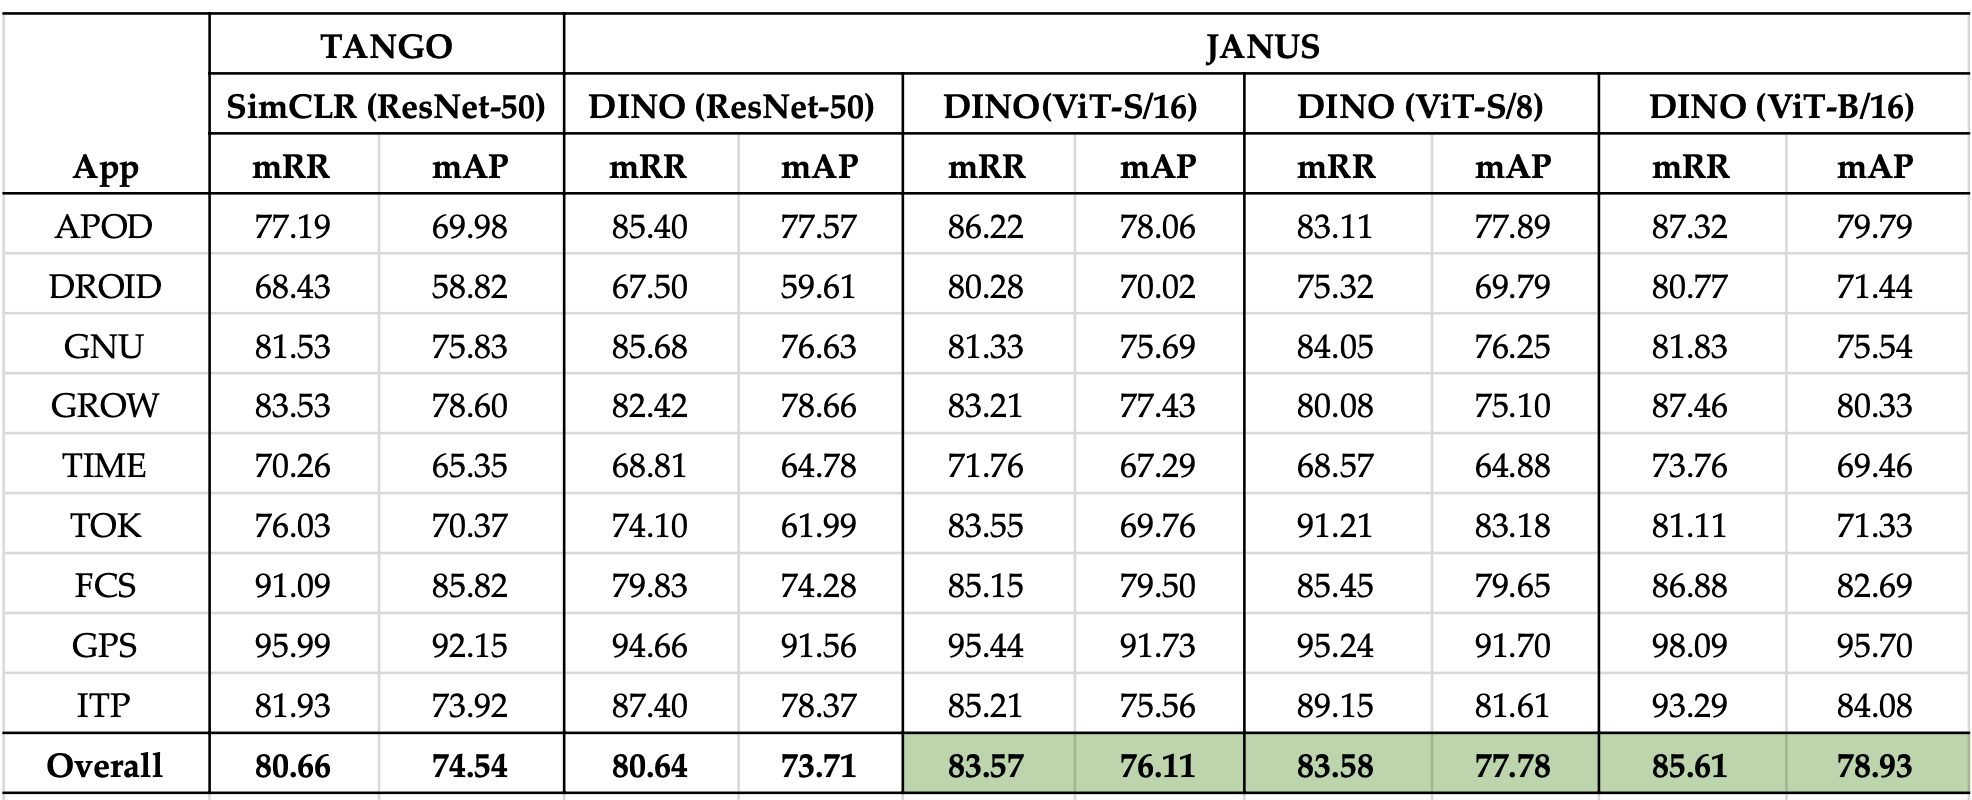 TANGO JANUS
SimCLR (ResNet-50) DINO (ResNet-50) DINO(ViT-S/16) DINO (ViT-S/8) DINO (ViT-B/16)
App mRR mAP mRR mAP mRR mAP mRR mAP mRR mAP
APOD 77.19 69.98 85.40 77.57 86.22 78.06 83.11 77.89 87.32 79.79
DROID 68.43 58.82 67.50 59.61 80.28 70.02 75.32 69.79 80.77 71.44
GNU 81.53 75.83 85.68 76.63 81.33 75.69 84.05 76.25 81.83 75.54
GROW 83.53 78.60 82.42 78.66 83.21 77.43 80.08 75.10 87.46 80.33
TIME 70.26 65.35 68.81 64.78 71.76 67.29 68.57 64.88 73.76 69.46
TOK 76.03 70.37 74.10 61.99 83.55 69.76 91.21 83.18 81.11 71.33
FCS 91.09 85.82 79.83 74.28 85.15 79.50 85.45 79.65 86.88 82.69
GPS 95.99 92.15 94.66 91.56 95.44 91.73 95.24 91.70 98.09 95.70
ITP 81.93 73.92 87.40 78.37 85.21 75.56 89.15 81.61 93.29 84.08
Overall 80.66 74.54 80.64 73.71 83.57 76.11 83.58 77.78 85.61 78.93